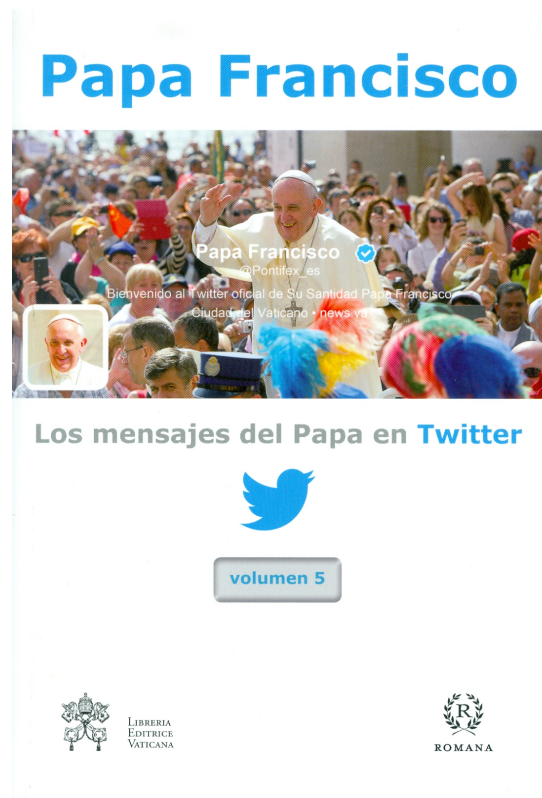 Papa Francisco
Papa Francisco
@Pontifex_es
Bienvenido al Twitter oficial de Su Santidad Papa Francisco
Ciudad del Vaticano • news.va
Los mensajes del Papa en Twitter
volumen 5
LIBRERIA
EDITRICE
VATICANA
R
ROMANA